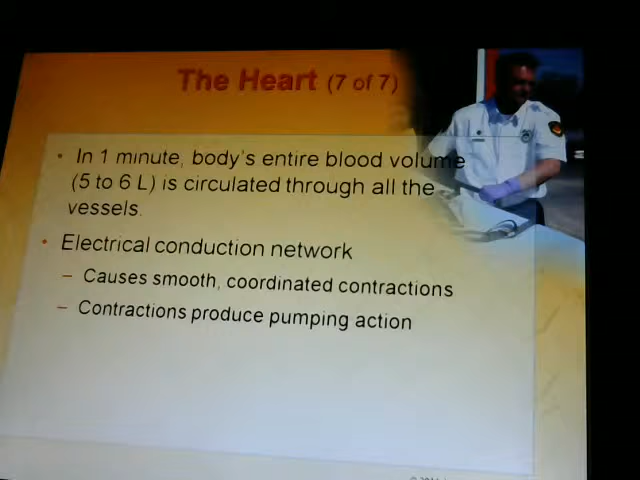 The Heart (7 of 7)
• In 1 minute, body's entire blood volume
(5 to 6 L) is circulated through all the
vessels.
• Electrical conduction network
– Causes smooth, coordinated contractions
– Contractions produce pumping action